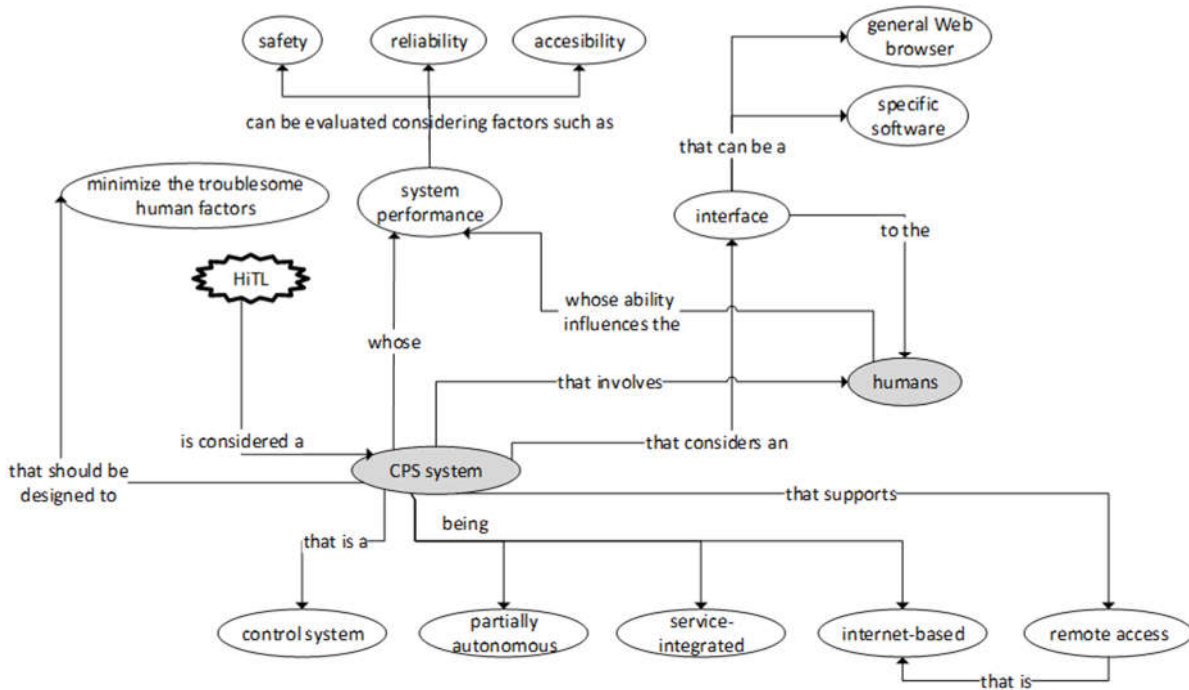 safety
reliability
accesibility
general Web
browser
can be evaluated considering factors such as
specific
software
that can be a
minimize the troublesome
human factors
system
performance
interface
to the
HiTL
whose ability
influences the
whose
that involves
humans
is considered a
that considers an
that should be
designed to
CPS system
that supports
being
that is a
control system
partially
autonomous
service-
integrated
internet-based
remote access
that is